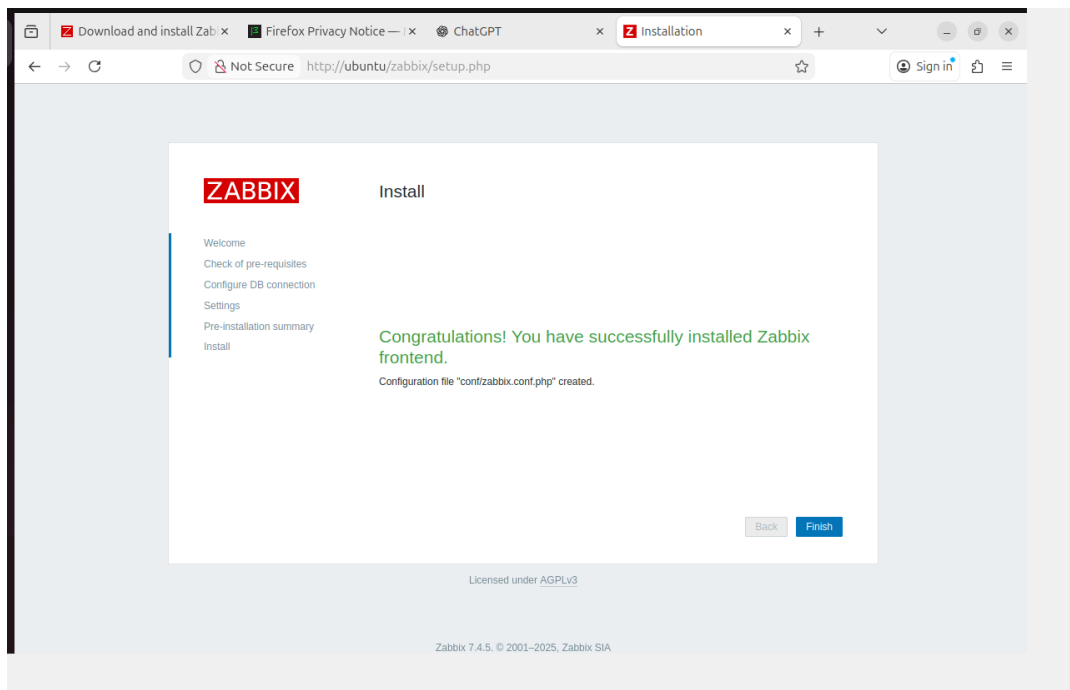 Download and install Zab
Firefox Privacy Notice —
ChatGPT
Installation
Not Secure http://ubuntu/zabbix/setup.php
Sign in
ZABBIX
Install
Welcome
Check of pre-requisites
Configure DB connection
Settings
Pre-installation summary
Install
Congratulations! You have successfully installed Zabbix
frontend.
Configuration file "conf/zabbix.conf.php" created.
Back
Finish
Licensed under AGPLv3
Zabbix 7.4.5. © 2001–2025, Zabbix SIA